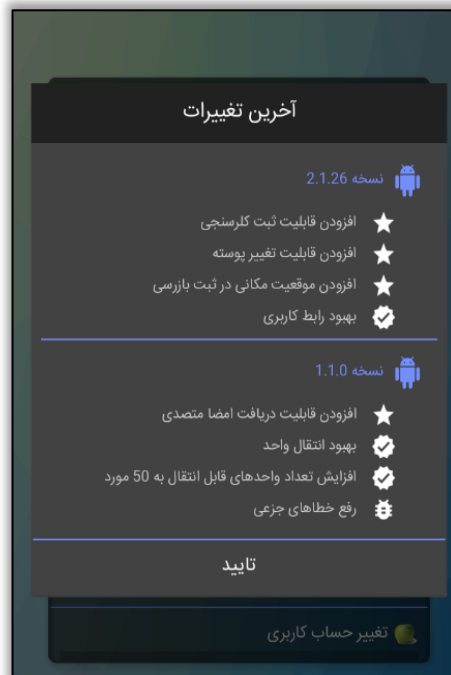 آخرین تغییرات
نسخه 2.1.26
افزودن قابلیت ثبت کلرسنجی
افزودن قابلیت تغییر پوسته
افزودن موقعیت مکانی در ثبت بازرسی
بهبود رابط کاربری
نسخه 1.1.0
افزودن قابلیت دریافت امضا متصدی
بهبود انتقال واحد
افزایش تعداد واحدهای قابل انتقال به 50 مورد
رفع خطاهای جزعی
تایید
تغییر حساب کاربری